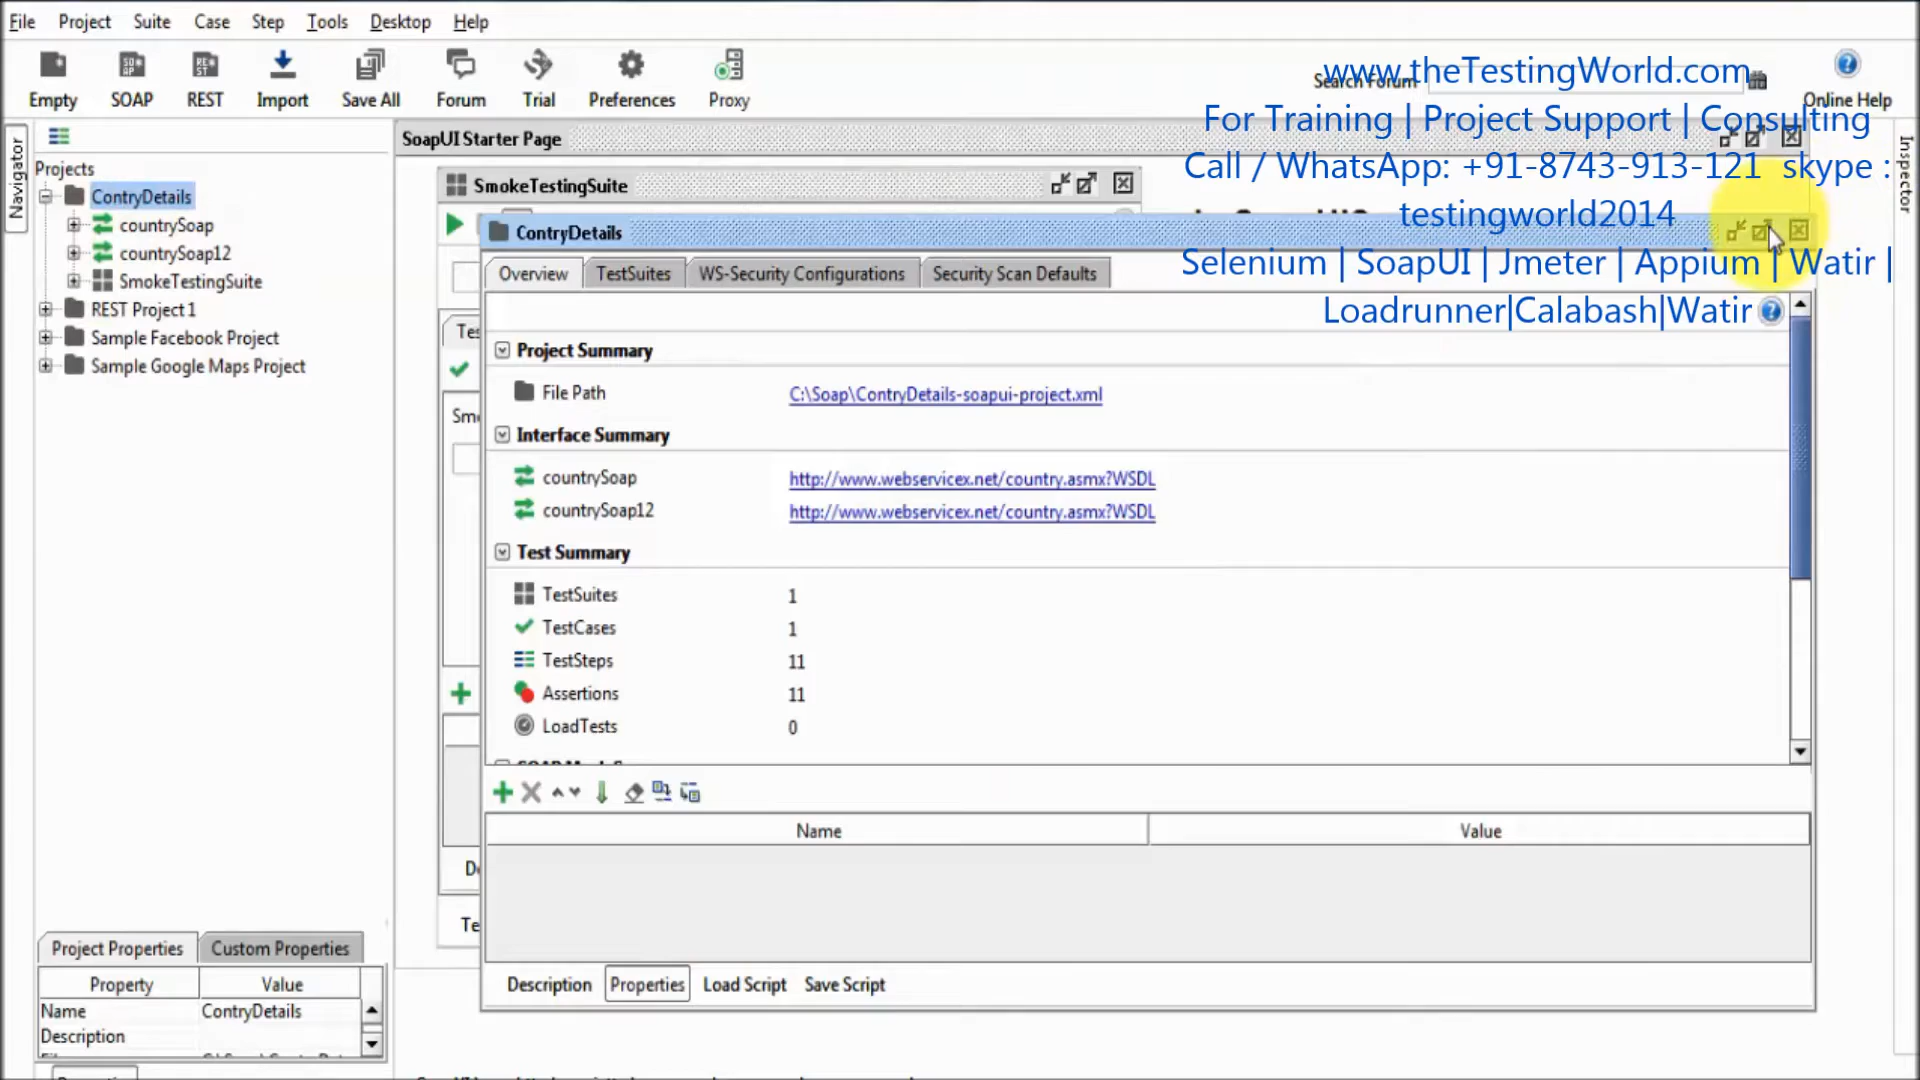 File Project Suite Case Step Tools Desktop Help
Empty SOAP REST Import Save All Forum Trial Preferences Proxy
Search Forum
Online Help
www.theTestingWorld.com
For Training | Project Support | Consulting
Call / WhatsApp: +91-8743-913-121 skype :
testingworld2014
Selenium | SoapUI | Jmeter | Appium | Watir |
Loadrunner|Calabash|Watir
Navigator
Inspector
Projects
ContryDetails
countrySoap
countrySoap12
SmokeTestingSuite
REST Project 1
Sample Facebook Project
Sample Google Maps Project
SoapUI Starter Page
SmokeTestingSuite
ContryDetails
Overview TestSuites WS-Security Configurations Security Scan Defaults
Project Summary
File Path C:\Soap\ContryDetails-soapui-project.xml
Interface Summary
countrySoap http://www.webservicex.net/country.asmx?WSDL
countrySoap12 http://www.webservicex.net/country.asmx?WSDL
Test Summary
TestSuites 1
TestCases 1
TestSteps 11
Assertions 11
LoadTests 0
Name Value
Description Properties Load Script Save Script
Project Properties Custom Properties
Property Value
Name ContryDetails
Description